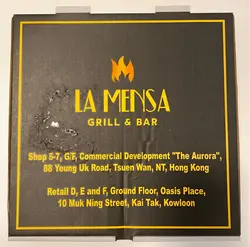 LA MENSA
GRILL & BAR
Shop 5-7, G/F, Commercial Development "The Aurora",
88 Yeung Uk Road, Tsuen Wan, NT, Hong Kong
Retail D, E and F, Ground Floor, Oasis Place,
10 Muk Ning Street, Kai Tak, Kowloon